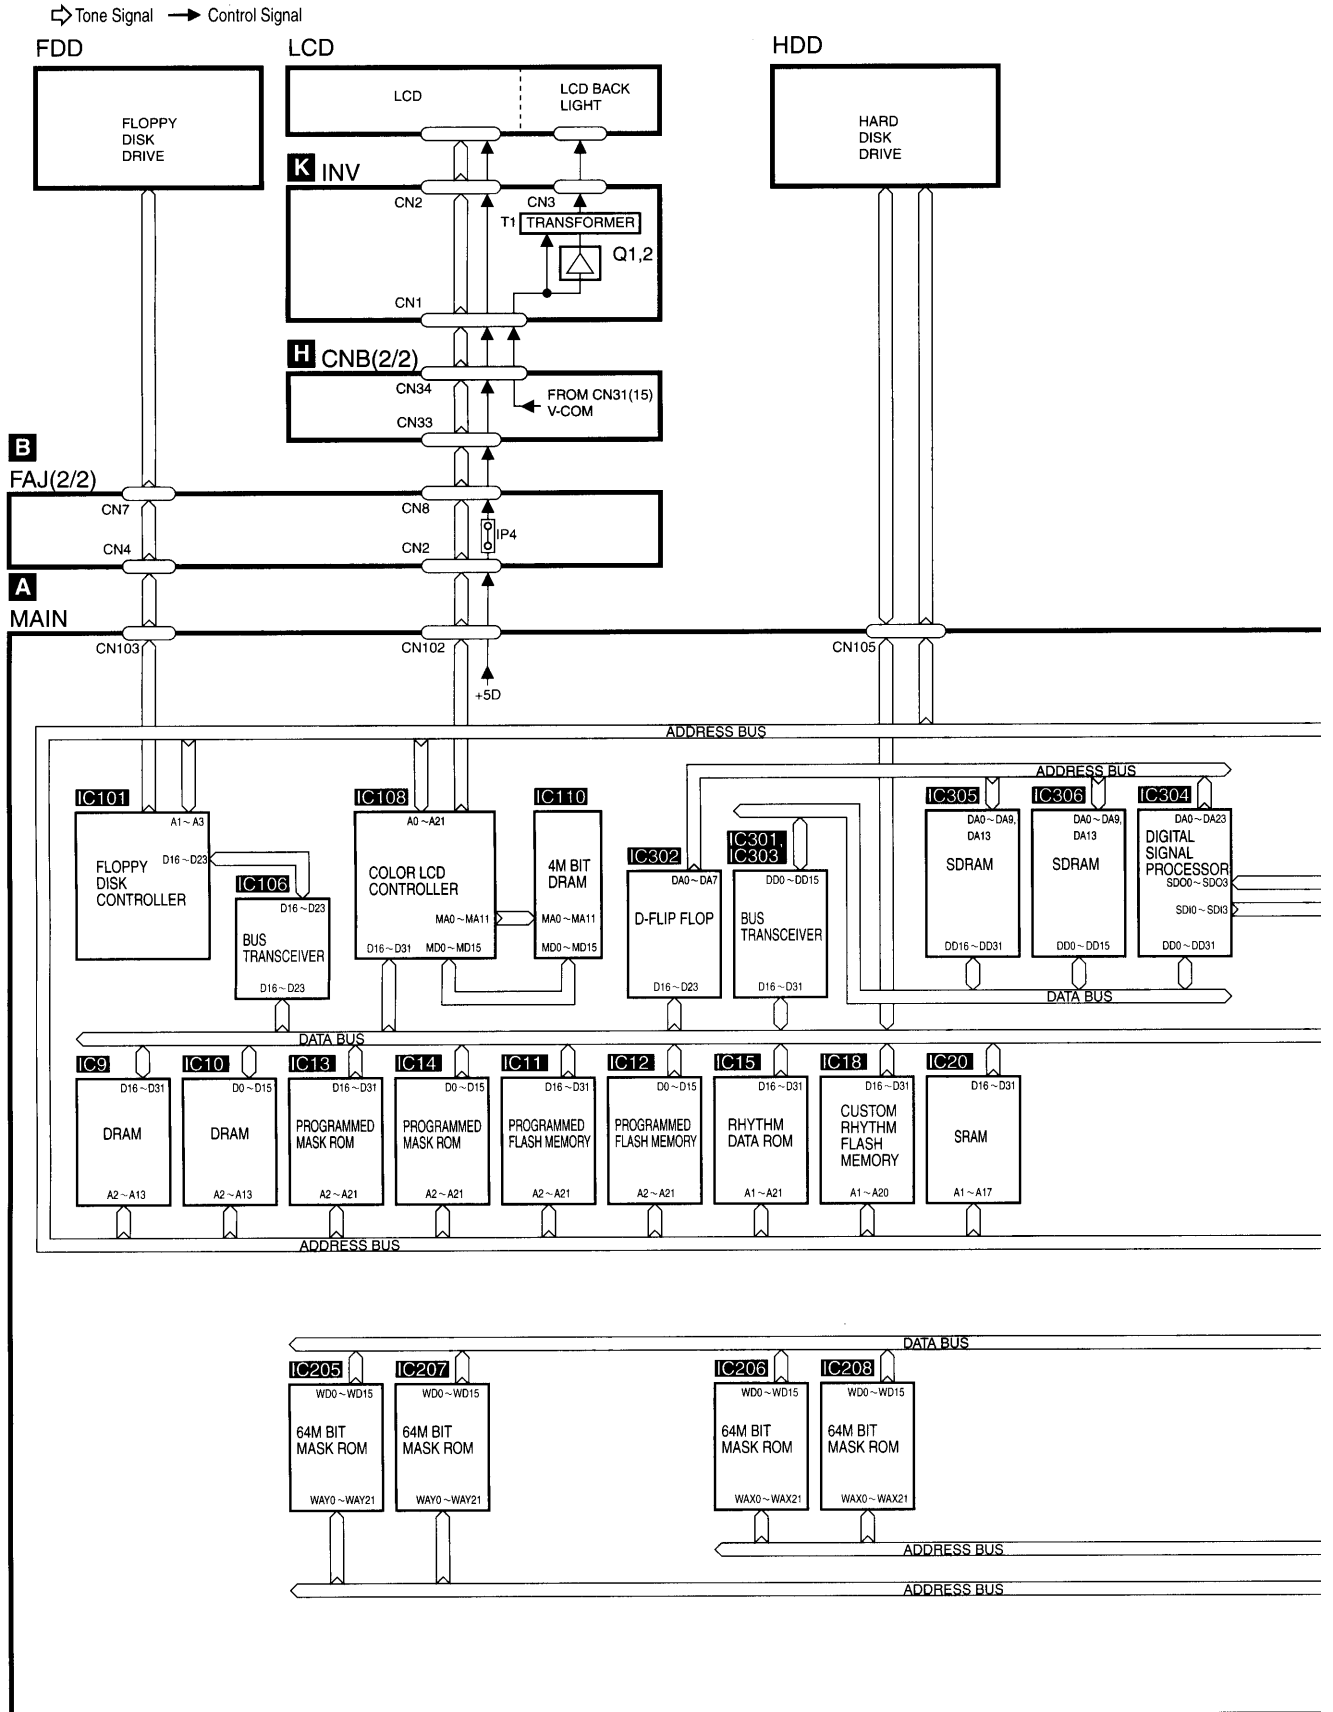 Tone Signal Control Signal
FDD
LCD
HDD
FLOPPY
DISK
DRIVE
LCD
LCD BACK
LIGHT
HARD
DISK
DRIVE
K INV
CN2
CN3
T1 TRANSFORMER
Q1,2
CN1
H CNB(2/2)
CN34
FROM CN31(15)
V-COM
CN33
B
FAJ(2/2)
CN7
CN8
IP4
CN4
CN2
A
MAIN
CN103
CN102
CN105
+5D
ADDRESS BUS
ADDRESS BUS
IC101
A1~A3
D16~D23
FLOPPY
DISK
CONTROLLER
IC106
D16~D23
BUS
TRANSCEIVER
D16~D23
IC108
A0~A21
COLOR LCD
CONTROLLER
MA0~MA11
D16~D31 MD0~MD15
IC110
4M BIT
DRAM
MA0~MA11
MD0~MD15
IC302
DA0~DA7
D-FLIP FLOP
D16~D23
IC301,
IC303
DD0~DD15
BUS
TRANSCEIVER
D16~D31
IC305
DA0~DA9,
DA13
SDRAM
DD16~DD31
IC306
DA0~DA9,
DA13
SDRAM
DD0~DD15
IC304
DA0~DA23
DIGITAL
SIGNAL
PROCESSOR
SDO0~SDO3
SDI0~SDI3
DD0~DD31
DATA BUS
DATA BUS
IC9
D16~D31
DRAM
A2~A13
IC10
D0~D15
DRAM
A2~A13
IC13
D16~D31
PROGRAMMED
MASK ROM
A2~A21
IC14
D0~D15
PROGRAMMED
MASK ROM
A2~A21
IC11
D16~D31
PROGRAMMED
FLASH MEMORY
A2~A21
IC12
D0~D15
PROGRAMMED
FLASH MEMORY
A2~A21
IC15
D16~D31
RHYTHM
DATA ROM
A1~A21
IC18
D16~D31
CUSTOM
RHYTHM
FLASH
MEMORY
A1~A20
IC20
D16~D31
SRAM
A1~A17
ADDRESS BUS
DATA BUS
IC205
WD0~WD15
64M BIT
MASK ROM
WAY0~WAY21
IC207
WD0~WD15
64M BIT
MASK ROM
WAY0~WAY21
IC206
WD0~WD15
64M BIT
MASK ROM
WAX0~WAX21
IC208
WD0~WD15
64M BIT
MASK ROM
WAX0~WAX21
ADDRESS BUS
ADDRESS BUS